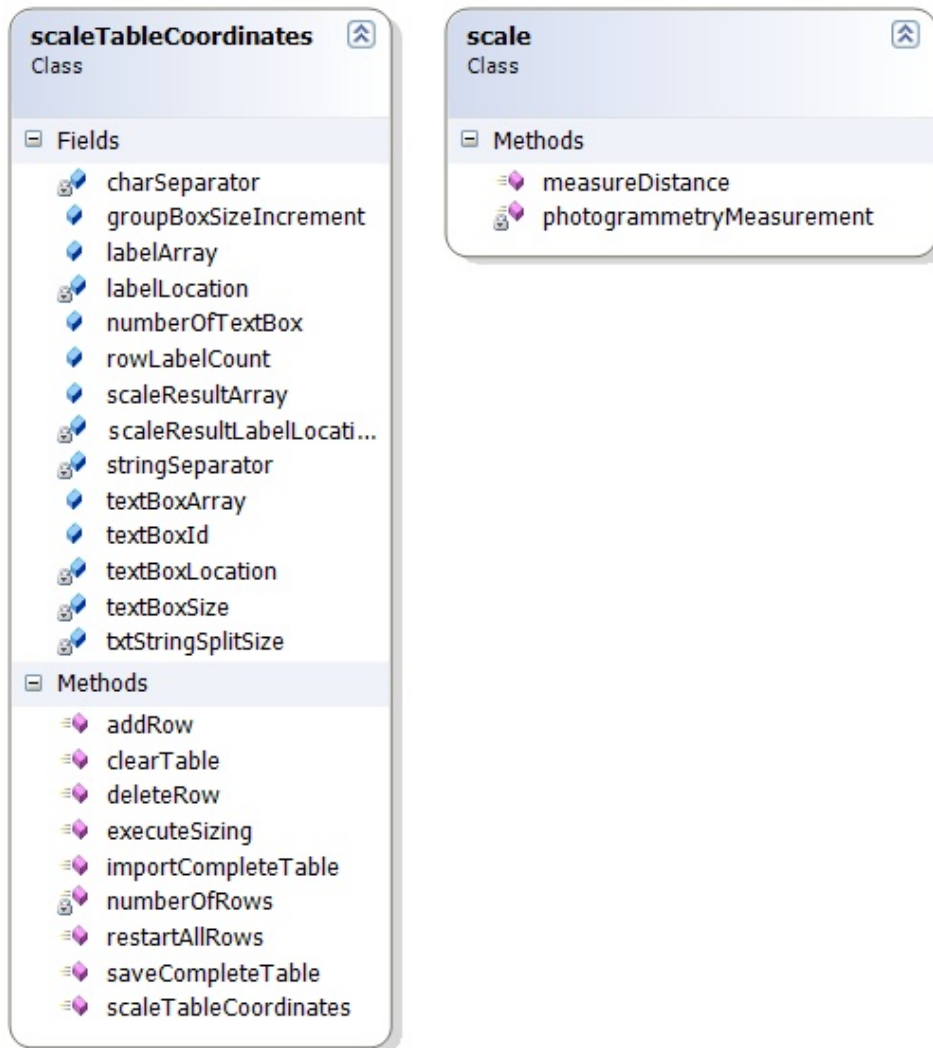 scaleTableCoordinates
Class
Fields
charSeparator
groupBoxSizeIncrement
labelArray
labelLocation
numberOfTextBox
rowLabelCount
scaleResultArray
scaleResultLabelLocati...
stringSeparator
textBoxArray
textBoxId
textBoxLocation
textBoxSize
txtStringSplitSize
Methods
addRow
clearTable
deleteRow
executeSizing
importCompleteTable
numberOfRows
restartAllRows
saveCompleteTable
scaleTableCoordinates
scale
Class
Methods
measureDistance
photogrammetryMeasurement